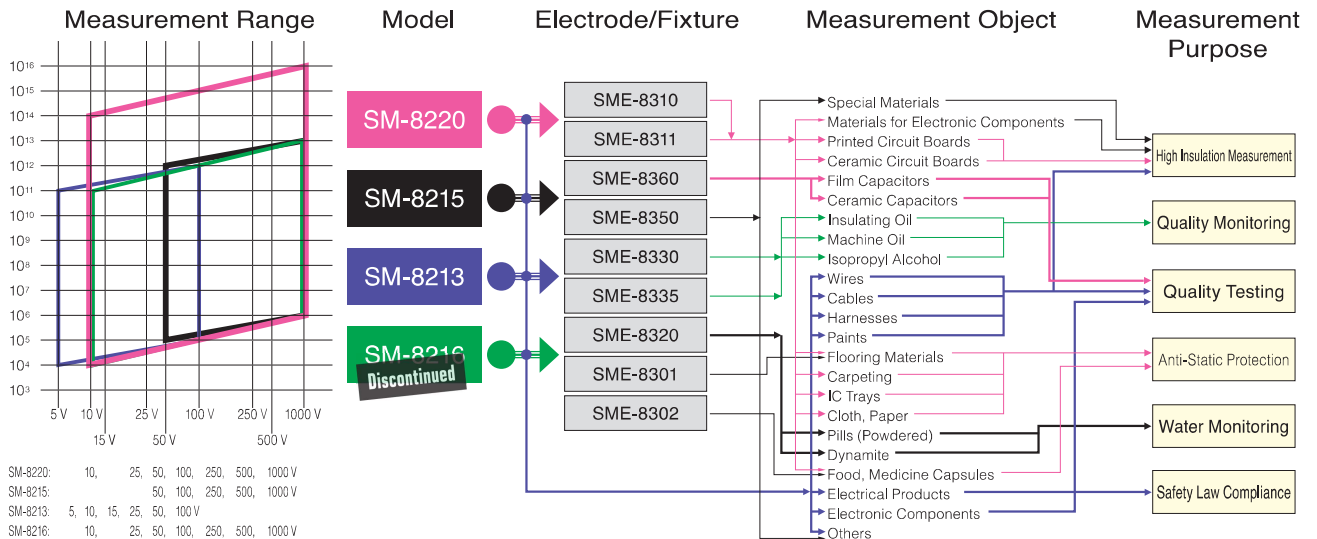 Measurement Range
Model
Electrode/Fixture
Measurement Object
Measurement
Purpose
10¹⁶
10¹⁵
10¹⁴
10¹³
10¹²
10¹¹
10¹⁰
10⁹
10⁸
10⁷
10⁶
10⁵
10⁴
10³
5 V 10 V 25 V 100 V 250 V 1000 V
15 V 50 V 500 V
SM-8220: 10, 25, 50, 100, 250, 500, 1000 V
SM-8215: 50, 100, 250, 500, 1000 V
SM-8213: 5, 10, 15, 25, 50, 100 V
SM-8216: 10, 25, 50, 100, 250, 500, 1000 V
SM-8220
SM-8215
SM-8213
SM-8216
Discontinued
SME-8310
SME-8311
SME-8360
SME-8350
SME-8330
SME-8335
SME-8320
SME-8301
SME-8302
Special Materials
Materials for Electronic Components
Printed Circuit Boards
Ceramic Circuit Boards
Film Capacitors
Ceramic Capacitors
Insulating Oil
Machine Oil
Isopropyl Alcohol
Wires
Cables
Harnesses
Paints
Flooring Materials
Carpeting
IC Trays
Cloth, Paper
Pills (Powdered)
Dynamite
Food, Medicine Capsules
Electrical Products
Electronic Components
Others
High Insulation Measurement
Quality Monitoring
Quality Testing
Anti-Static Protection
Water Monitoring
Safety Law Compliance